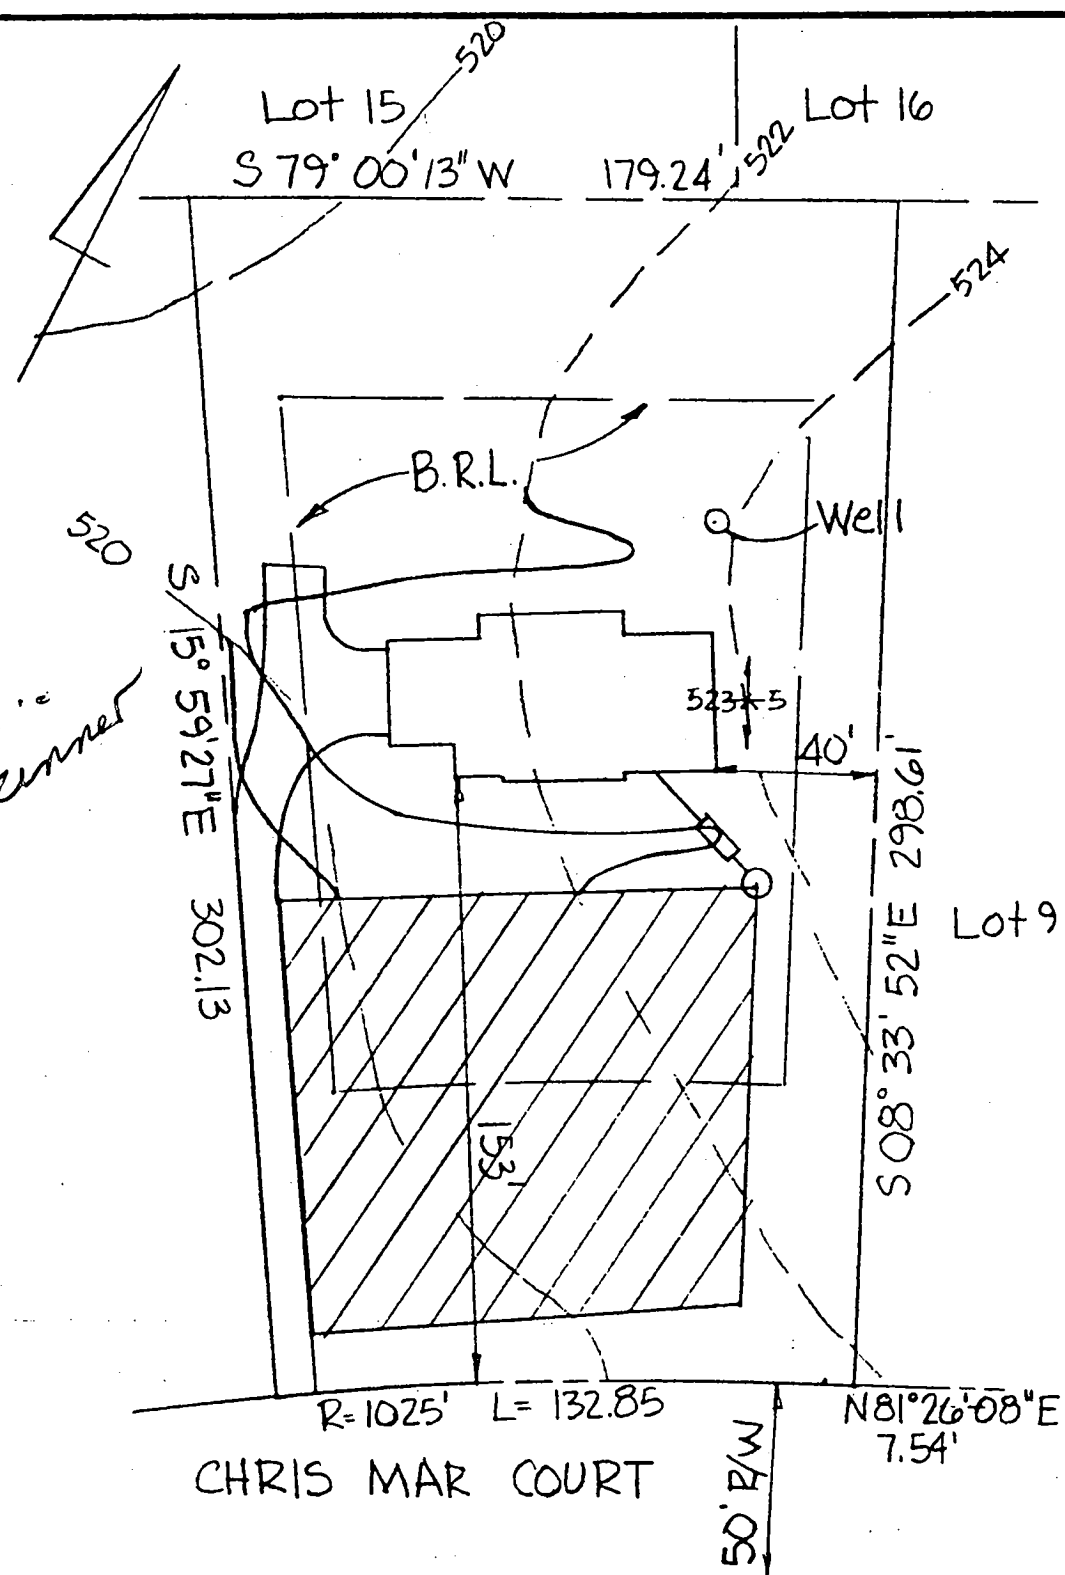 520
Lot 15
Lot 16
522
S 79° 00' 13" W 179.24'
524
B.R.L.
Well
520
S 15° 59' 27" E 302.13
523 x 5
40'
S 08° 33' 52" E 298.61'
Lot 9
153'
R=1025' L= 132.85
N 81° 26' 08" E
7.54'
CHRIS MAR COURT
50' R/W